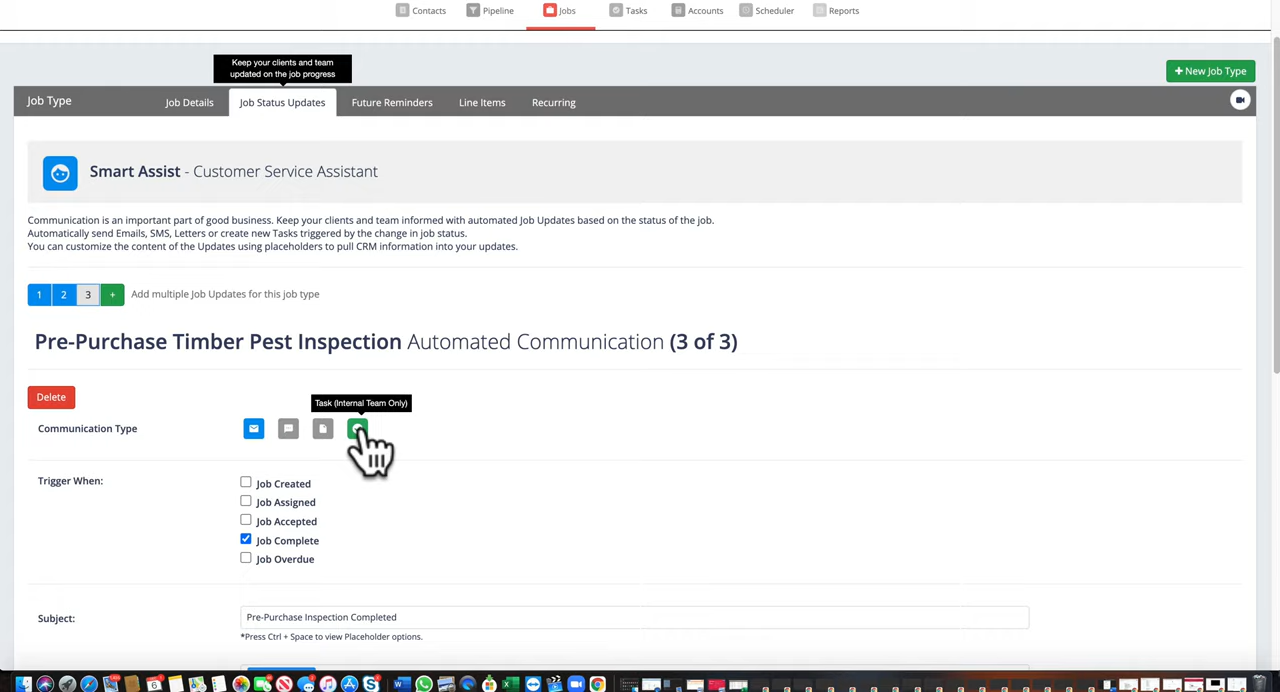 Contacts Pipeline Jobs Tasks Accounts Scheduler Reports
Keep your clients and team
updated on the job progress
+ New Job Type
Job Type Job Details Job Status Updates Future Reminders Line Items Recurring
Smart Assist - Customer Service Assistant
Communication is an important part of good business. Keep your clients and team informed with automated Job Updates based on the status of the job.
Automatically send Emails, SMS, Letters or create new Tasks triggered by the change in job status.
You can customize the content of the Updates using placeholders to pull CRM information into your updates.
1 2 3 + Add multiple Job Updates for this job type
Pre-Purchase Timber Pest Inspection Automated Communication (3 of 3)
Delete
Task (Internal Team Only)
Communication Type
Trigger When:
Job Created
Job Assigned
Job Accepted
Job Complete
Job Overdue
Subject: Pre-Purchase Inspection Completed
*Press Ctrl + Space to view Placeholder options.